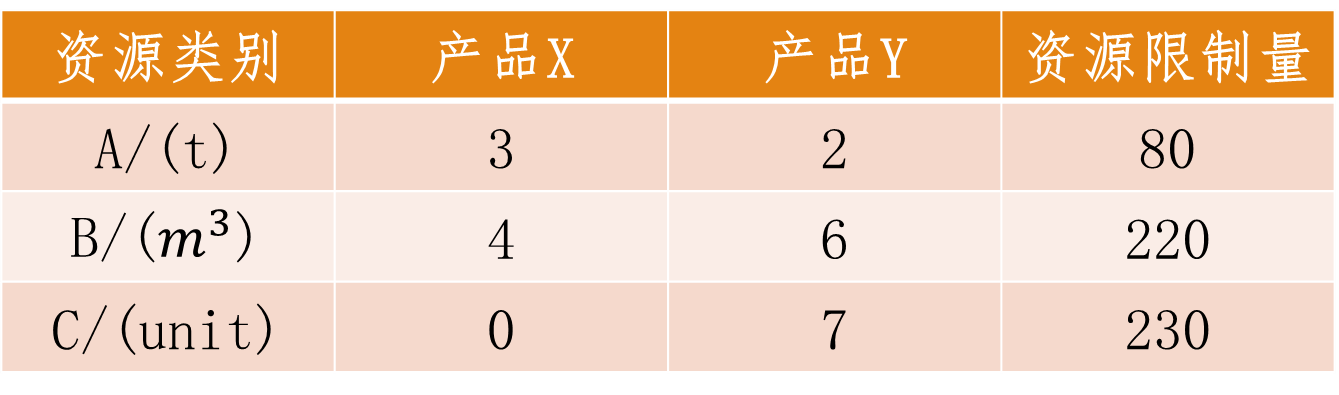 资源类别 产品X 产品Y 资源限制量
A/(t) 3 2 80
B/(m³) 4 6 220
C/(unit) 0 7 230